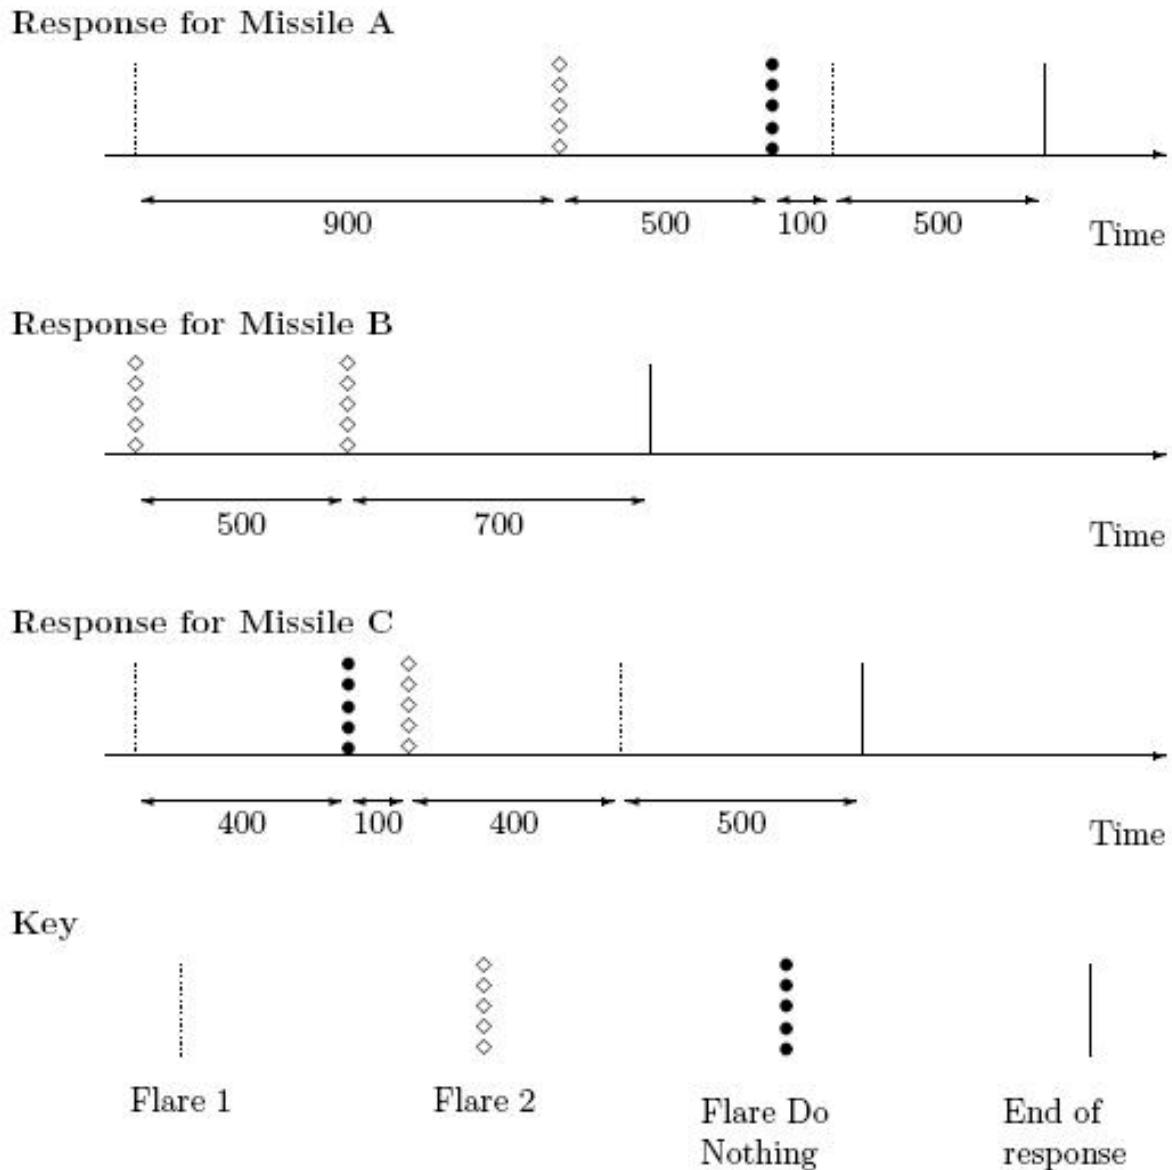 Response for Missile A
900 500 100 500
Time
Response for Missile B
500 700
Time
Response for Missile C
400 100 400 500
Time
Key
Flare 1 Flare 2 Flare Do Nothing End of response